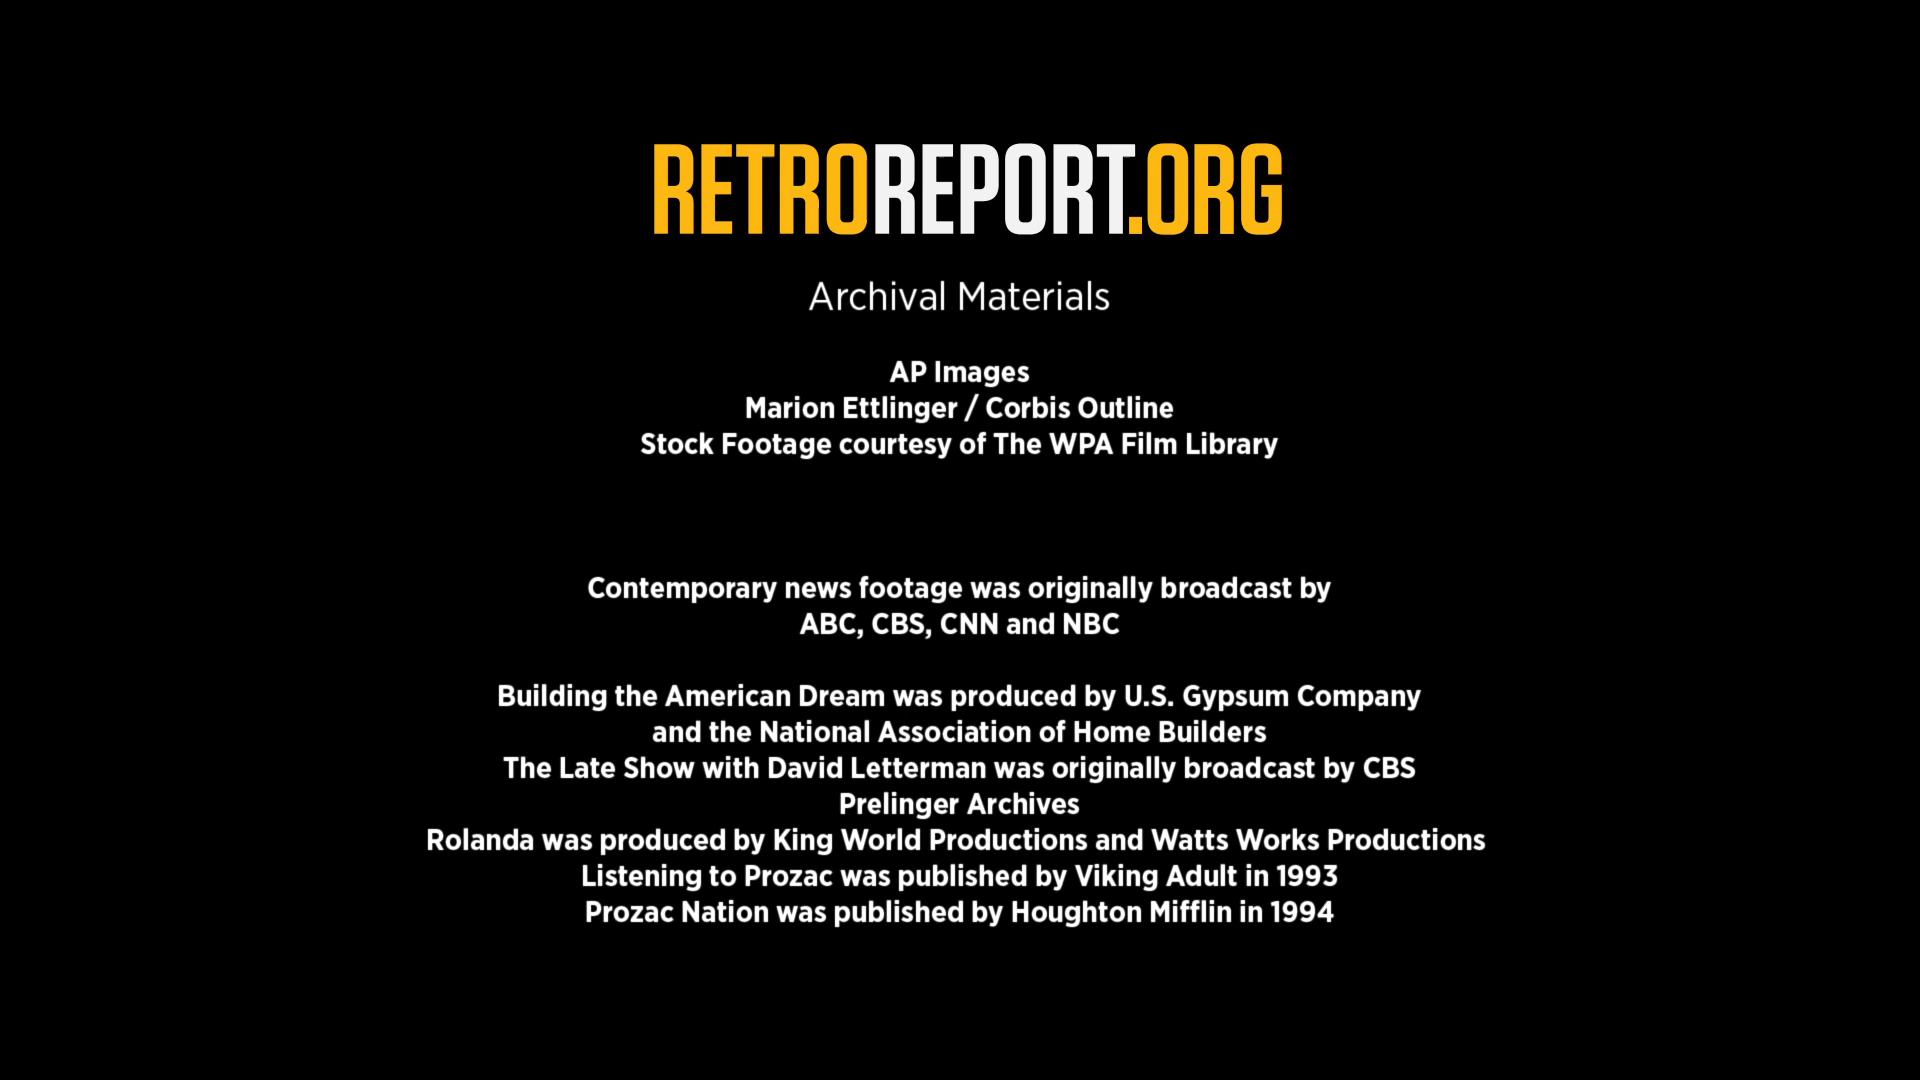 RETROREPORT.ORG
Archival Materials
AP Images
Marion Ettlinger / Corbis Outline
Stock Footage courtesy of The WPA Film Library
Contemporary news footage was originally broadcast by
ABC, CBS, CNN and NBC
Building the American Dream was produced by U.S. Gypsum Company
and the National Association of Home Builders
The Late Show with David Letterman was originally broadcast by CBS
Prelinger Archives
Rolanda was produced by King World Productions and Watts Works Productions
Listening to Prozac was published by Viking Adult in 1993
Prozac Nation was published by Houghton Mifflin in 1994